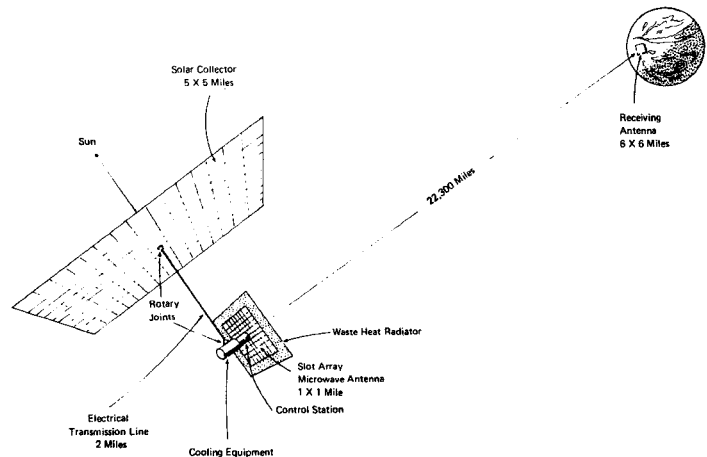 Solar Collector
5 X 5 Miles
Sun
Receiving
Antenna
6 X 6 Miles
22,300 Miles
Rotary
Joints
Waste Heat Radiator
Slot Array
Microwave Antenna
1 X 1 Mile
Control Station
Electrical
Transmission Line
2 Miles
Cooling Equipment